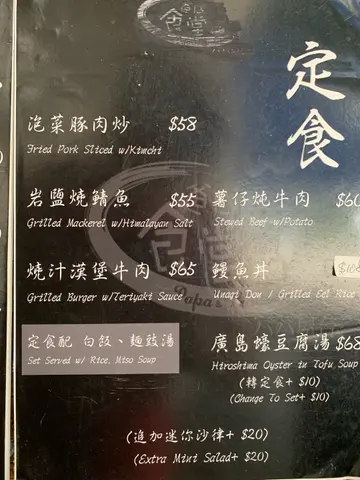 定食
泡菜豚肉炒 $58
Fried Pork Sliced w/Kimchi
岩鹽燒鯖魚 $55
Grilled Mackerel w/Himalayan Salt
薯仔炖牛肉 $60
Stewed Beef w/Potato
燒汁漢堡牛肉 $65
Grilled Burger w/Teriyaki Sauce
鰻魚丼
Unagi Don / Grilled Eel Rice
定食配 白飯、麵豉湯
Set Served w/ Rice, Miso Soup
廣島蠔豆腐湯 $68
Hiroshima Oyster in Tofu Soup
(轉定食+ $10)
(Change To Set+ $10)
(追加迷你沙律+ $20)
(Extra Mini Salad+ $20)